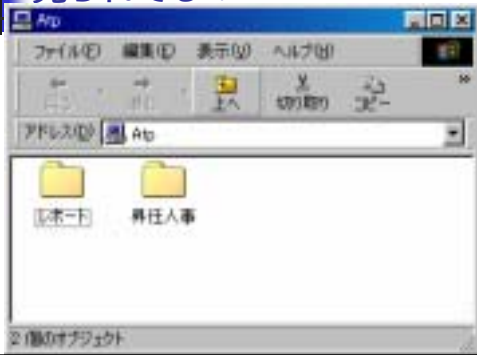 Atp
ファイル(F) 編集(E) 表示(V) ヘルプ(H)
上へ 切り取り コピー
アドレス(D) Atp
レポート 昇任人事
2 個のオブジェクト